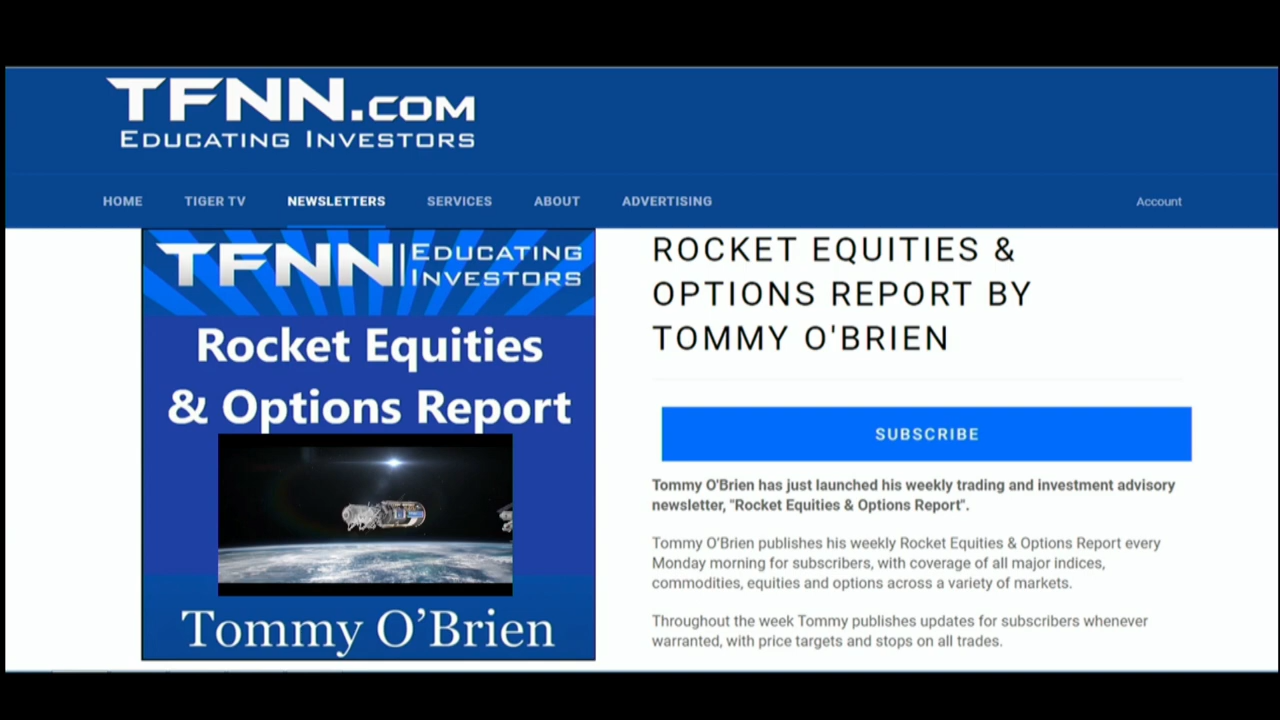 TFNN.COM
EDUCATING INVESTORS
HOME TIGER TV NEWSLETTERS SERVICES ABOUT ADVERTISING Account
TFNN EDUCATING
INVESTORS
Rocket Equities
& Options Report
Tommy O’Brien
ROCKET EQUITIES &
OPTIONS REPORT BY
TOMMY O'BRIEN
SUBSCRIBE
Tommy O'Brien has just launched his weekly trading and investment advisory
newsletter, "Rocket Equities & Options Report".
Tommy O’Brien publishes his weekly Rocket Equities & Options Report every
Monday morning for subscribers, with coverage of all major indices,
commodities, equities and options across a variety of markets.
Throughout the week Tommy publishes updates for subscribers whenever
warranted, with price targets and stops on all trades.